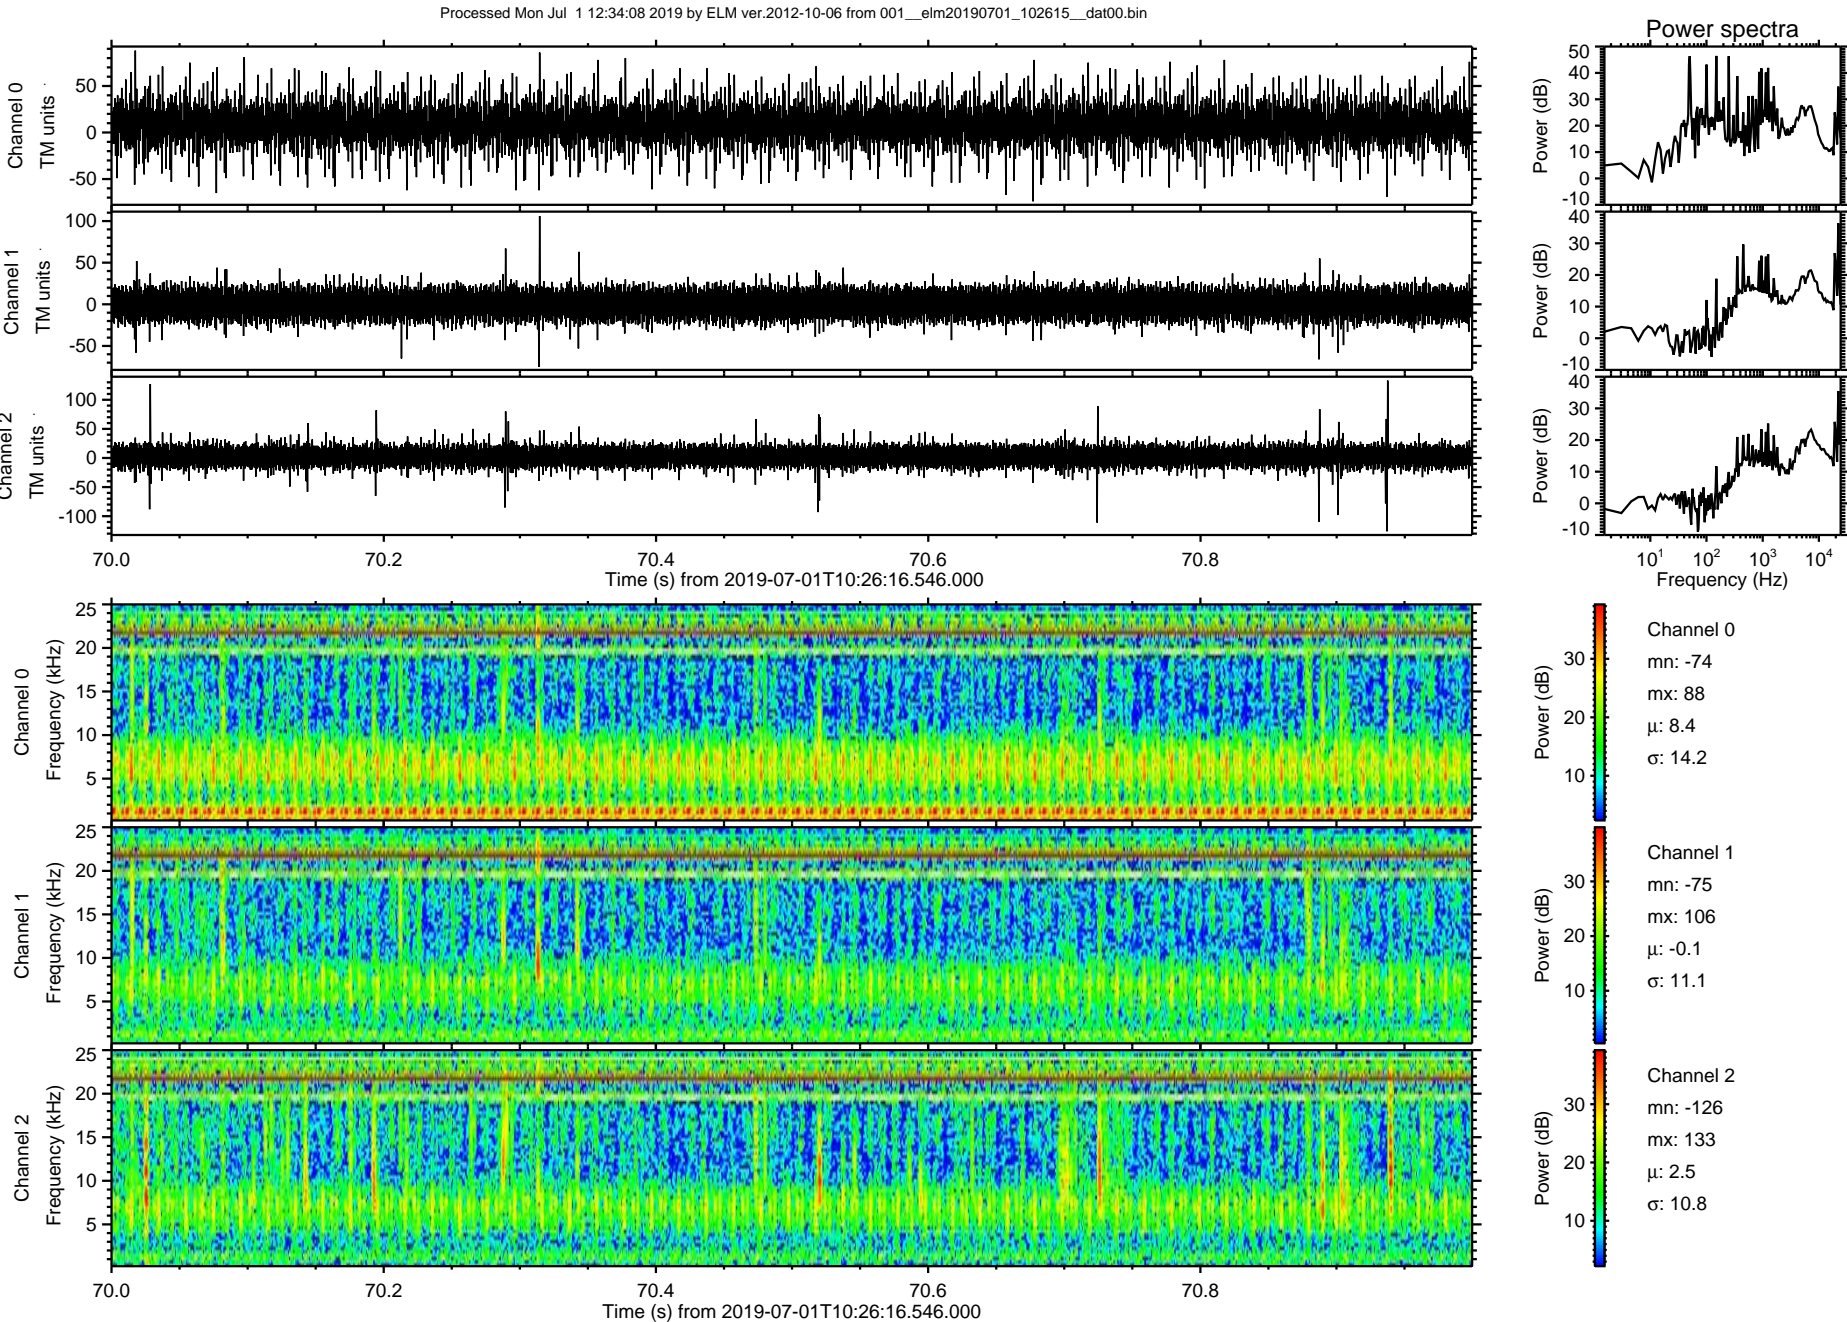 Processed Mon Jul  1 12:34:08 2019 by ELM ver.2012-10-06 from 001__elm20190701_102615__dat00.bin
Power spectra
Channel 0
TM units
50
0
-50
Power (dB)
50
40
30
20
10
0
-10
Channel 1
TM units
100
50
0
-50
Power (dB)
40
30
20
10
0
-10
Channel 2
TM units
100
50
0
-50
-100
Power (dB)
40
30
20
10
0
-10
70.0 70.2 70.4 70.6 70.8
Time (s) from 2019-07-01T10:26:16.546.000
10¹ 10² 10³ 10⁴
Frequency (Hz)
Channel 0
Frequency (kHz)
25
20
15
10
5
Power (dB)
30
20
10
Channel 0
mn: -74
mx: 88
μ: 8.4
σ: 14.2
Channel 1
Frequency (kHz)
25
20
15
10
5
Power (dB)
30
20
10
Channel 1
mn: -75
mx: 106
μ: -0.1
σ: 11.1
Channel 2
Frequency (kHz)
25
20
15
10
5
Power (dB)
30
20
10
Channel 2
mn: -126
mx: 133
μ: 2.5
σ: 10.8
70.0 70.2 70.4 70.6 70.8
Time (s) from 2019-07-01T10:26:16.546.000